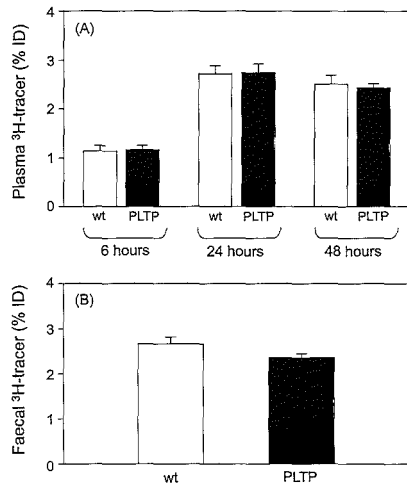 (A)
Plasma ³H-tracer (% ID)
4
3
2
1
0
wt PLTP wt PLTP wt PLTP
6 hours 24 hours 48 hours
(B)
Faecal ³H-tracer (% ID)
4
3
2
1
0
wt PLTP